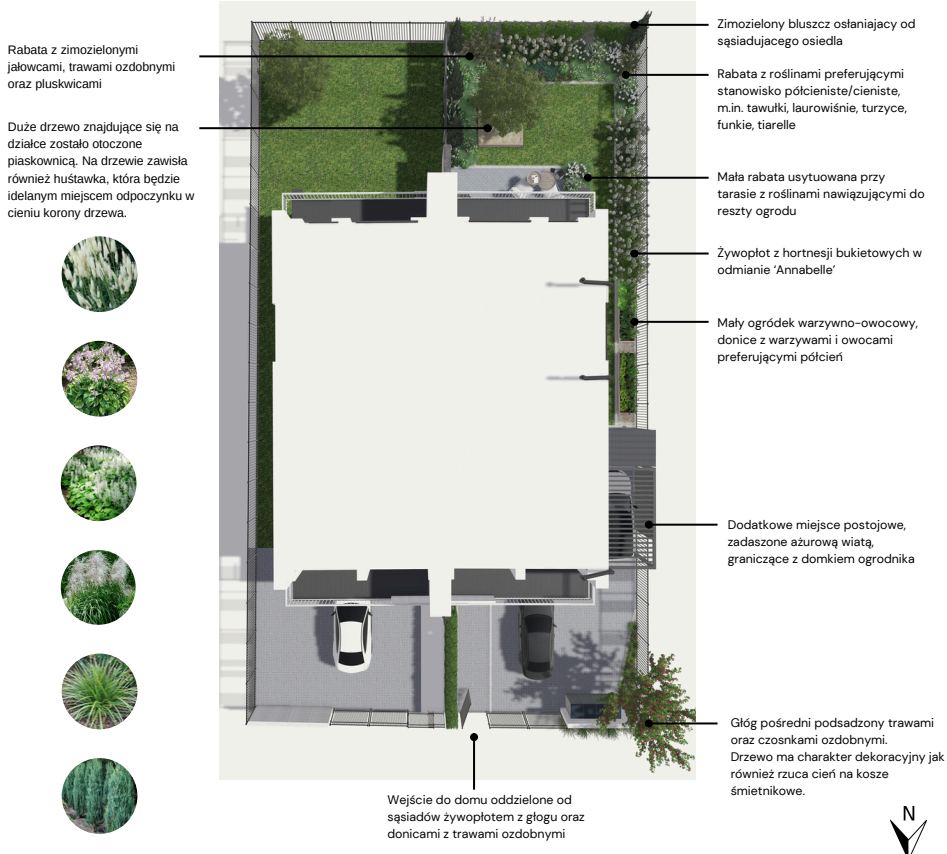 Rabata z zimozielonymi
jałowcami, trawami ozdobnymi
oraz pluskwicami
Duże drzewo znajdujące się na
działce zostało otoczone
piaskownicą. Na drzewie zawisła
również huśtawka, która będzie
idelanym miejscem odpoczynku w
cieniu korony drzewa.
Zimozielony bluszcz osłaniajacy od
sąsiadujacego osiedla
Rabata z roślinami preferującymi
stanowisko półcieniste/cieniste,
m.in. tawułki, laurowiśnie, turzyce,
funkie, tiarelle
Mała rabata usytuowana przy
tarasie z roślinami nawiązującymi do
reszty ogrodu
Żywopłot z hortnesji bukietowych w
odmianie ‘Annabelle’
Mały ogródek warzywno-owocowy,
donice z warzywami i owocami
preferującymi półcień
Dodatkowe miejsce postojowe,
zadaszone ażurową wiatą,
graniczące z domkiem ogrodnika
Głóg pośredni podsadzony trawami
oraz czosnkami ozdobnymi.
Drzewo ma charakter dekoracyjny jak
również rzuca cień na kosze
śmietnikowe.
Wejście do domu oddzielone od
sąsiadów żywopłotem z głogu oraz
donicami z trawami ozdobnymi
N